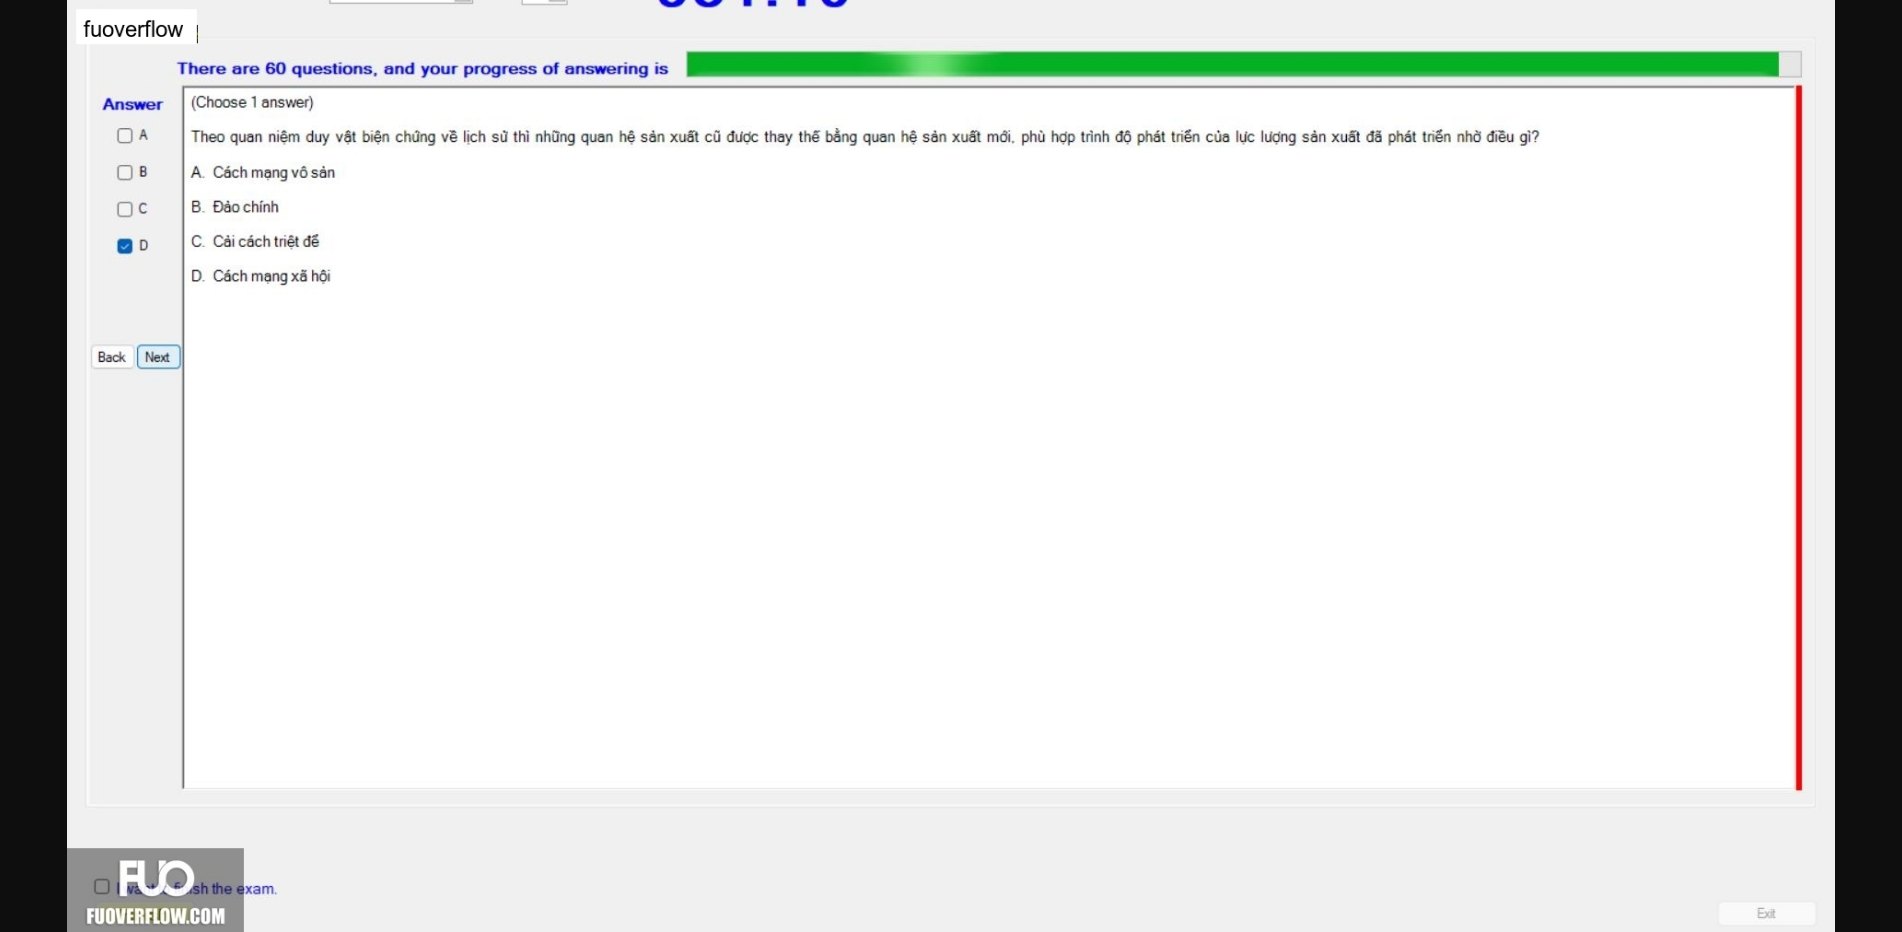 fuoverflow
There are 60 questions, and your progress of answering is
Answer
(Choose 1 answer)
A
Theo quan niệm duy vật biện chứng về lịch sử thì những quan hệ sản xuất cũ được thay thế bằng quan hệ sản xuất mới, phù hợp trình độ phát triển của lực lượng sản xuất đã phát triển nhờ điều gì?
B
A. Cách mạng vô sản
C
B. Đảo chính
D
C. Cải cách triệt để
D. Cách mạng xã hội
Back Next
FUO
I want finish the exam.
FUOVERFLOW.COM
Exit